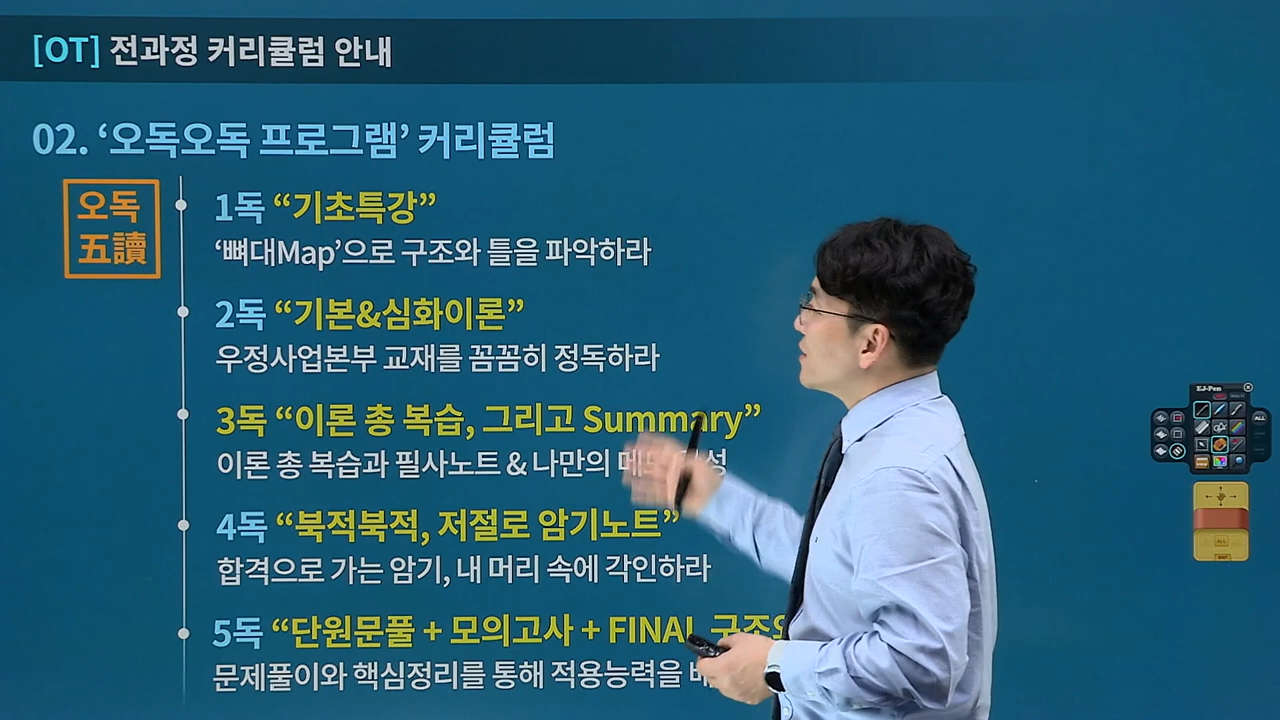 [OT] 전과정 커리큘럼 안내
02. ‘오독오독 프로그램’ 커리큘럼
오독
五讀
1독 “기초특강”
‘뼈대Map’으로 구조와 틀을 파악하라
2독 “기본&심화이론”
우정사업본부 교재를 꼼꼼히 정독하라
3독 “이론 총 복습, 그리고 Summary”
이론 총 복습과 필사노트 & 나만의
4독 “북적북적, 저절로 암기노트”
합격으로 가는 암기, 내 머리 속에 각인하라
5독 “단원문풀 + 모의고사 + FINAL
문제풀이와 핵심정리를 통해 적용능력을
EJ-Pen
ALL
ALL